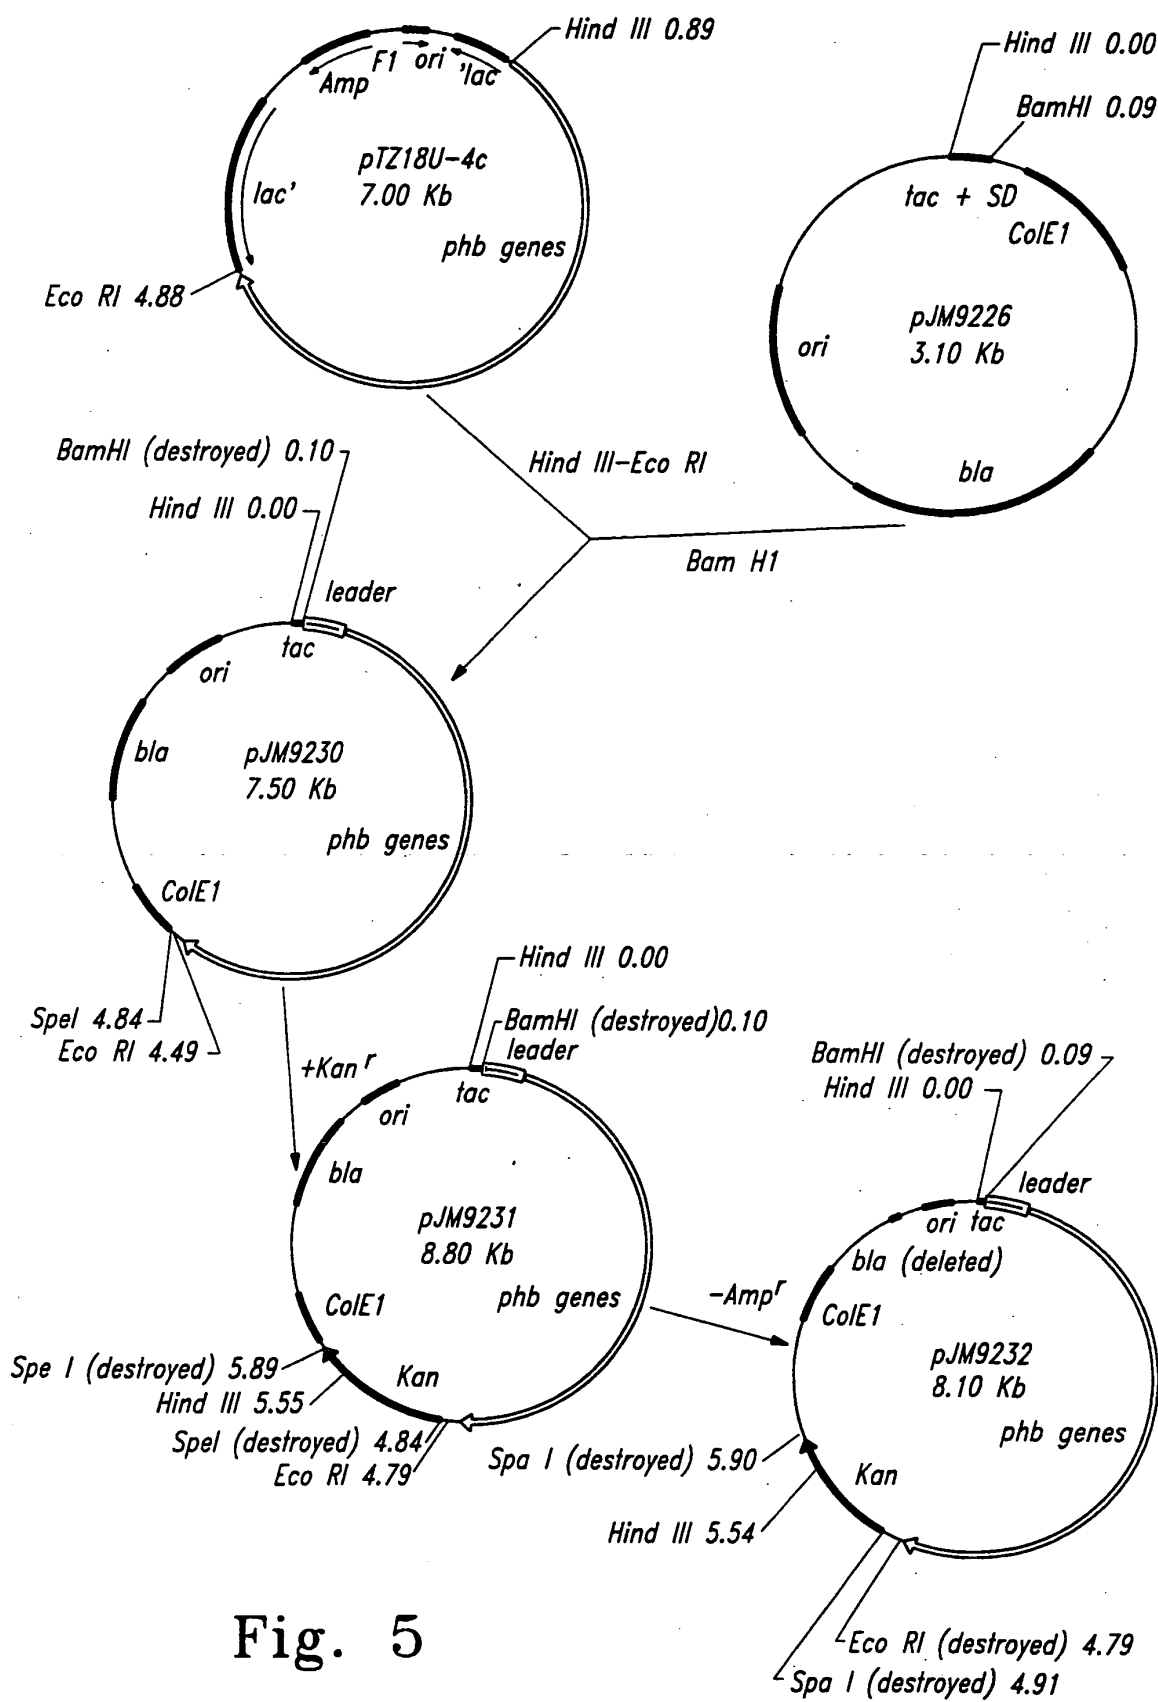 Hind III 0.89
F1 ori 'lac
Amp
pTZ18U-4c
7.00 Kb
lac'
phb genes
Eco RI 4.88
Hind III 0.00
BamHI 0.09
tac + SD
ColE1
pJM9226
3.10 Kb
ori
bla
Hind III-Eco RI
Bam H1
BamHI (destroyed) 0.10
Hind III 0.00
leader
tac
ori
bla
pJM9230
7.50 Kb
phb genes
ColE1
SpeI 4.84
Eco RI 4.49
+Kan r
Hind III 0.00
BamHI (destroyed)0.10
leader
tac
ori
bla
pJM9231
8.80 Kb
phb genes
ColE1
Kan
Spe I (destroyed) 5.89
Hind III 5.55
SpeI (destroyed) 4.84
Eco RI 4.79
-Amp r
BamHI (destroyed) 0.09
Hind III 0.00
leader
ori tac
bla (deleted)
ColE1
pJM9232
8.10 Kb
phb genes
Kan
Spa I (destroyed) 5.90
Hind III 5.54
Eco RI (destroyed) 4.79
Spa I (destroyed) 4.91
Fig. 5